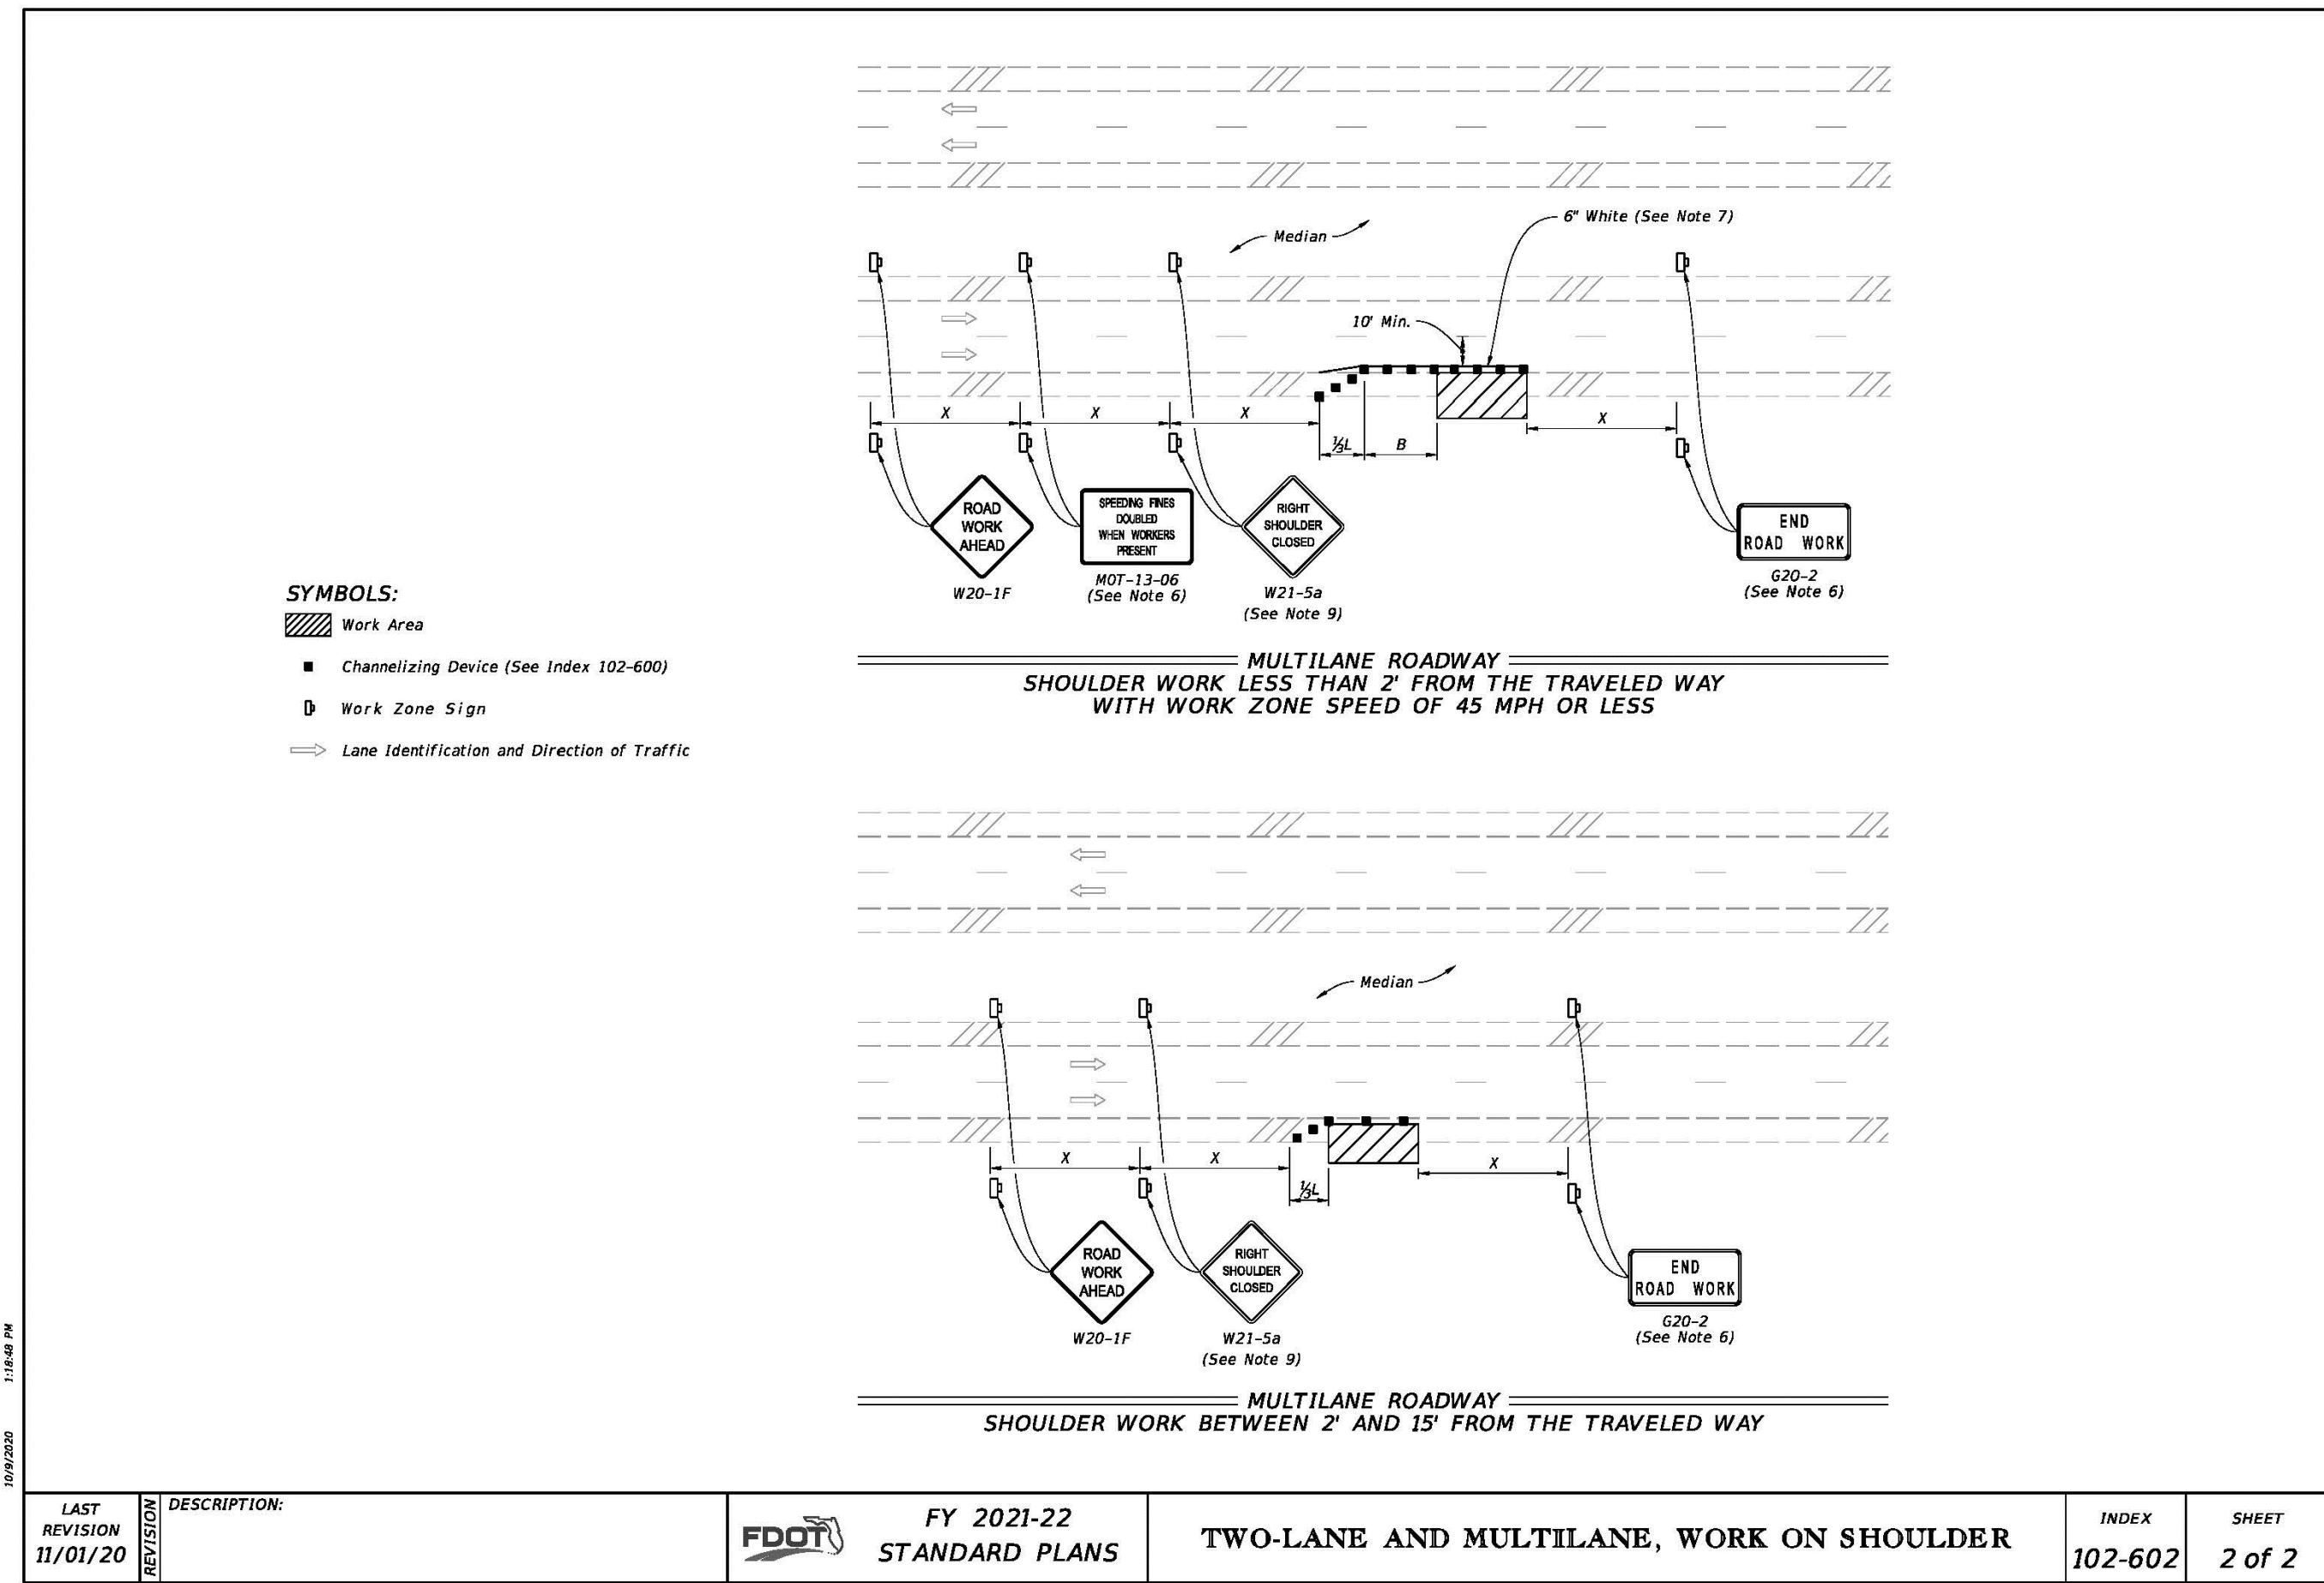 6" White (See Note 7)
Median
10' Min.
X
X
X
X
⅓L
B
ROAD
WORK
AHEAD
W20-1F
SPEEDING FINES
DOUBLED
WHEN WORKERS
PRESENT
MOT-13-06
(See Note 6)
RIGHT
SHOULDER
CLOSED
W21-5a
(See Note 9)
END
ROAD WORK
G20-2
(See Note 6)
MULTILANE ROADWAY
SHOULDER WORK LESS THAN 2' FROM THE TRAVELED WAY
WITH WORK ZONE SPEED OF 45 MPH OR LESS
SYMBOLS:
Work Area
Channelizing Device (See Index 102-600)
Work Zone Sign
Lane Identification and Direction of Traffic
Median
X
X
X
⅓L
ROAD
WORK
AHEAD
W20-1F
RIGHT
SHOULDER
CLOSED
W21-5a
(See Note 9)
END
ROAD WORK
G20-2
(See Note 6)
MULTILANE ROADWAY
SHOULDER WORK BETWEEN 2' AND 15' FROM THE TRAVELED WAY
10/9/2020 1:18:48 PM
LAST
REVISION
11/01/20
REVISION
DESCRIPTION:
FDOT
FY 2021-22
STANDARD PLANS
TWO-LANE AND MULTILANE, WORK ON SHOULDER
INDEX
102-602
SHEET
2 of 2